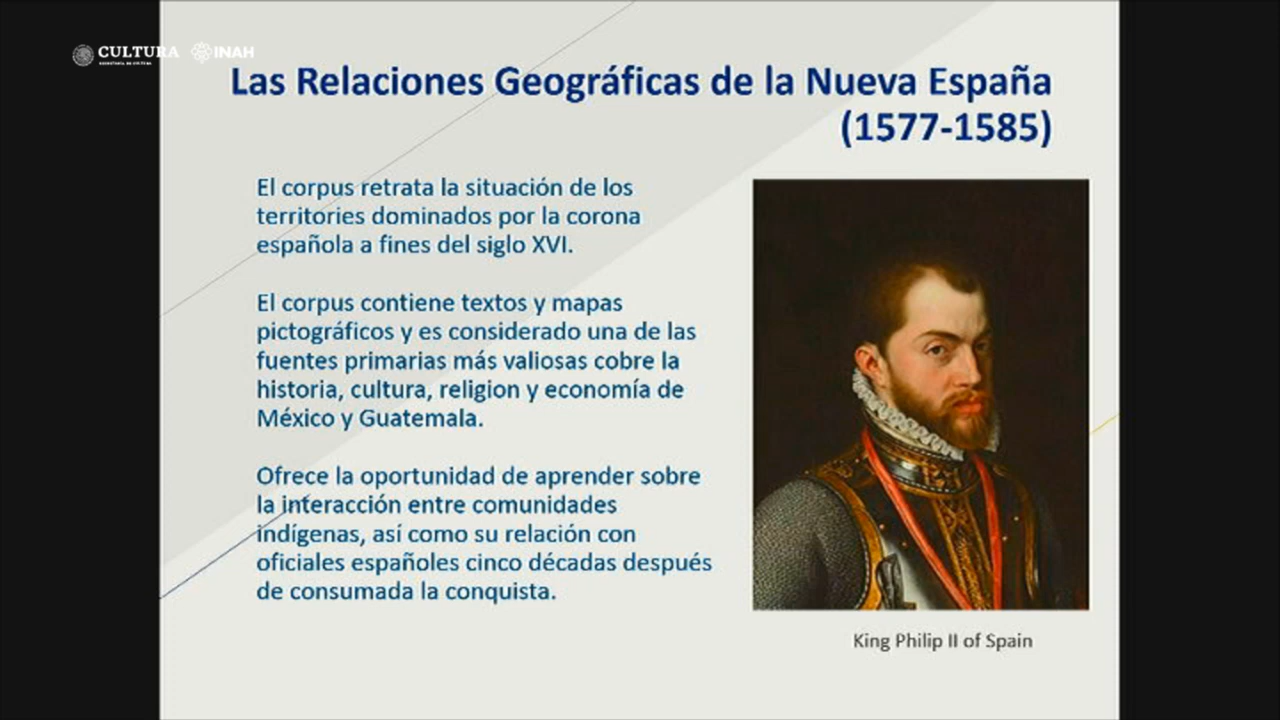 CULTURA
SECRETARÍA DE CULTURA
INAH
Las Relaciones Geográficas de la Nueva España
(1577-1585)
El corpus retrata la situación de los
territories dominados por la corona
española a fines del siglo XVI.
El corpus contiene textos y mapas
pictográficos y es considerado una de las
fuentes primarias más valiosas cobre la
historia, cultura, religion y economía de
México y Guatemala.
Ofrece la oportunidad de aprender sobre
la interacción entre comunidades
indígenas, así como su relación con
oficiales españoles cinco décadas después
de consumada la conquista.
King Philip II of Spain